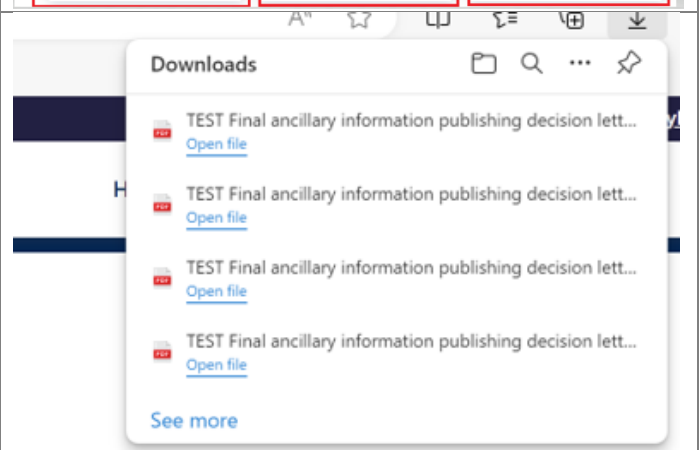 Downloads
TEST Final ancillary information publishing decision lett...
Open file
TEST Final ancillary information publishing decision lett...
Open file
TEST Final ancillary information publishing decision lett...
Open file
TEST Final ancillary information publishing decision lett...
Open file
See more